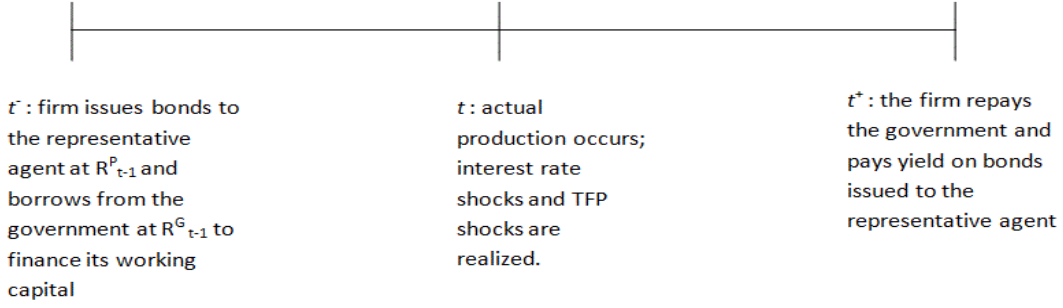 t⁻ : firm issues bonds to
the representative
agent at Rᴾₜ₋₁ and
borrows from the
government at Rᴳ ₜ₋₁ to
finance its working
capital
t : actual
production occurs;
interest rate
shocks and TFP
shocks are
realized.
t⁺ : the firm repays
the government and
pays yield on bonds
issued to the
representative agent